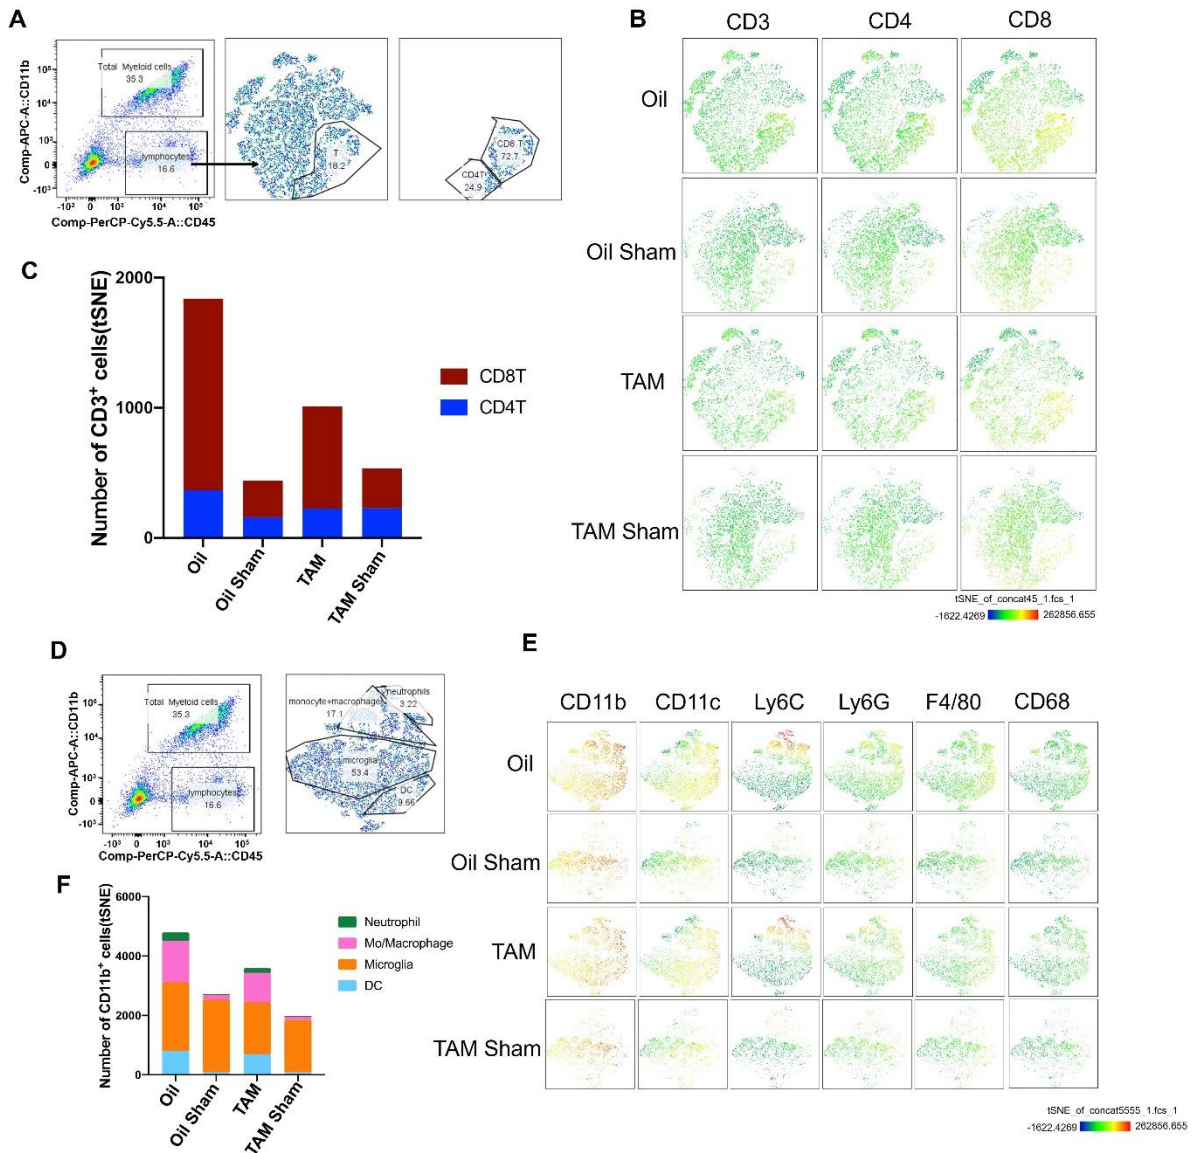 A
Comp-APC-A::CD11b
Total Myeloid cells
35.3
lymphocytes
16.6
Comp-PerCP-Cy5.5-A::CD45
T
18.2
CD8 T
72.7
CD4T
24.9
B
CD3 CD4 CD8
Oil
Oil Sham
TAM
TAM Sham
tSNE_of_concat45_1.fcs_1
-1622.4269 262856.655
C
Number of CD3+ cells(tSNE)
2000
1000
0
Oil
Oil Sham
TAM
TAM Sham
CD8T
CD4T
D
Comp-APC-A::CD11b
Total Myeloid cells
35.3
lymphocytes
16.6
Comp-PerCP-Cy5.5-A::CD45
neutrophils
3.22
monocyte+macrophage
17.1
microglia
53.4
DC
9.66
E
CD11b CD11c Ly6C Ly6G F4/80 CD68
Oil
Oil Sham
TAM
TAM Sham
tSNE_of_concat5555_1.fcs_1
-1622.4269 262856.655
F
Number of CD11b+ cells(tSNE)
6000
4000
2000
0
Oil
Oil Sham
TAM
TAM Sham
Neutrophil
Mo/Macrophage
Microglia
DC